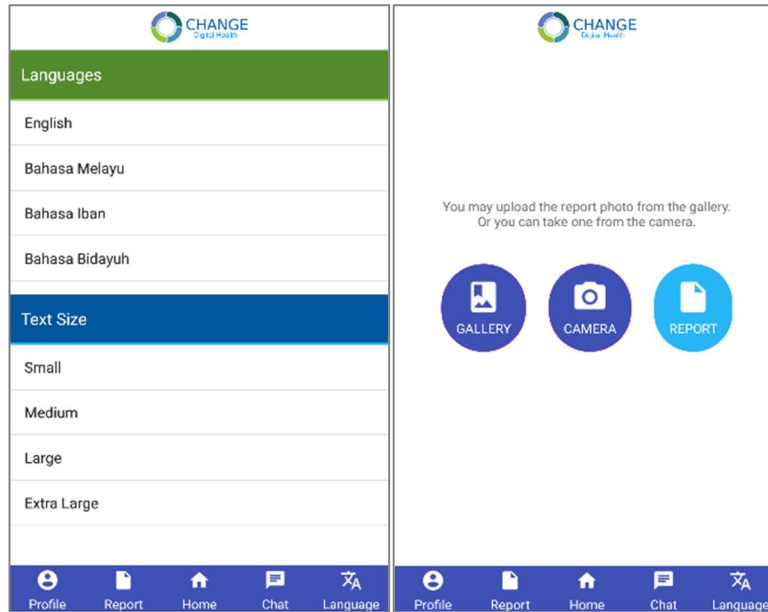 CHANGE
Digital Health
Languages
English
Bahasa Melayu
Bahasa Iban
Bahasa Bidayuh
Text Size
Small
Medium
Large
Extra Large
Profile Report Home Chat Language
CHANGE
Digital Health
You may upload the report photo from the gallery.
Or you can take one from the camera.
GALLERY CAMERA REPORT
Profile Report Home Chat Language